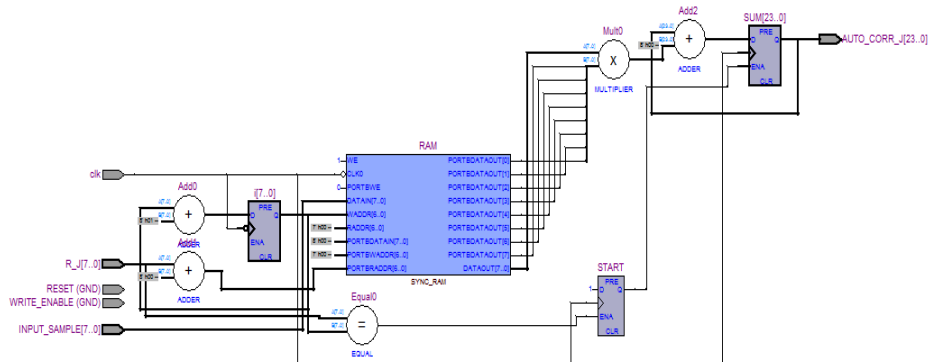 Add2
SUM[23..0]
Mult0
PRE
D Q
AUTO_CORR_J[23..0]
ADDER
ENA
CLR
MULTIPLIER
RAM
clk
WE
CLK0
PORTBWE
DATAIN[7..0]
WADDR[6..0]
RADDR[6..0]
PORTBDATAIN[7..0]
PORTBWADDR[6..0]
PORTBRADDR[6..0]
PORTBDATAOUT[0]
PORTBDATAOUT[1]
PORTBDATAOUT[2]
PORTBDATAOUT[3]
PORTBDATAOUT[4]
PORTBDATAOUT[5]
PORTBDATAOUT[6]
PORTBDATAOUT[7]
DATAOUT[7..0]
SYNC_RAM
Add0
i[7..0]
PRE
D Q
ENA
CLR
R_J[7..0]
ADDER
RESET (GND)
WRITE_ENABLE (GND)
INPUT_SAMPLE[7..0]
Equal0
EQUAL
START
PRE
D Q
ENA
CLR